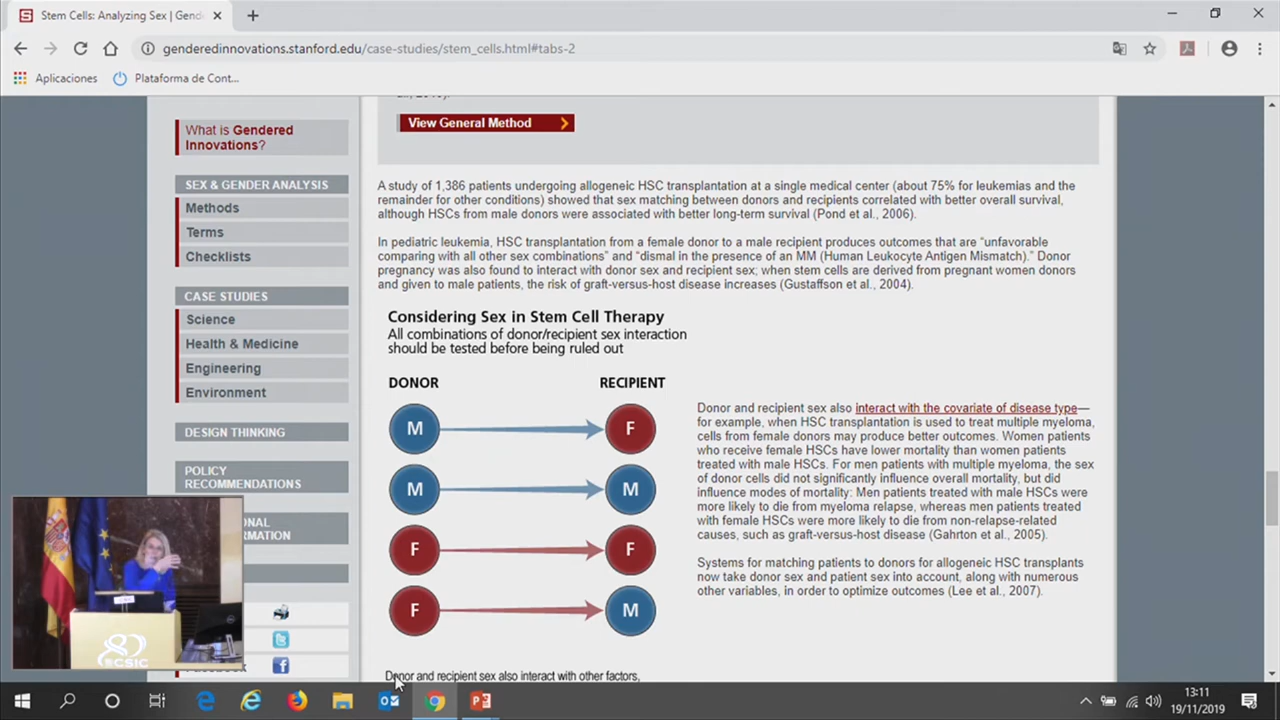 Stem Cells: Analyzing Sex | Gend
genderedinnovations.stanford.edu/case-studies/stem_cells.html#tabs-2
Aplicaciones
Plataforma de Cont...
What is Gendered
Innovations?
SEX & GENDER ANALYSIS
Methods
Terms
Checklists
CASE STUDIES
Science
Health & Medicine
Engineering
Environment
DESIGN THINKING
POLICY
RECOMMENDATIONS
View General Method
A study of 1,386 patients undergoing allogeneic HSC transplantation at a single medical center (about 75% for leukemias and the
remainder for other conditions) showed that sex matching between donors and recipients correlated with better overall survival,
although HSCs from male donors were associated with better long-term survival (Pond et al., 2006).
In pediatric leukemia, HSC transplantation from a female donor to a male recipient produces outcomes that are “unfavorable
comparing with all other sex combinations” and “dismal in the presence of an MM (Human Leukocyte Antigen Mismatch).” Donor
pregnancy was also found to interact with donor sex and recipient sex; when stem cells are derived from pregnant women donors
and given to male patients, the risk of graft-versus-host disease increases (Gustaffson et al., 2004).
Considering Sex in Stem Cell Therapy
All combinations of donor/recipient sex interaction
should be tested before being ruled out
DONOR RECIPIENT
M F
M M
F F
F M
Donor and recipient sex also interact with the covariate of disease type—
for example, when HSC transplantation is used to treat multiple myeloma,
cells from female donors may produce better outcomes. Women patients
who receive female HSCs have lower mortality than women patients
treated with male HSCs. For men patients with multiple myeloma, the sex
of donor cells did not significantly influence overall mortality, but did
influence modes of mortality: Men patients treated with male HSCs were
more likely to die from myeloma relapse, whereas men patients treated
with female HSCs were more likely to die from non-relapse-related
causes, such as graft-versus-host disease (Gahrton et al., 2005).
Systems for matching patients to donors for allogeneic HSC transplants
now take donor sex and patient sex into account, along with numerous
other variables, in order to optimize outcomes (Lee et al., 2007).
Donor and recipient sex also interact with other factors,
CSIC
13:11
19/11/2019